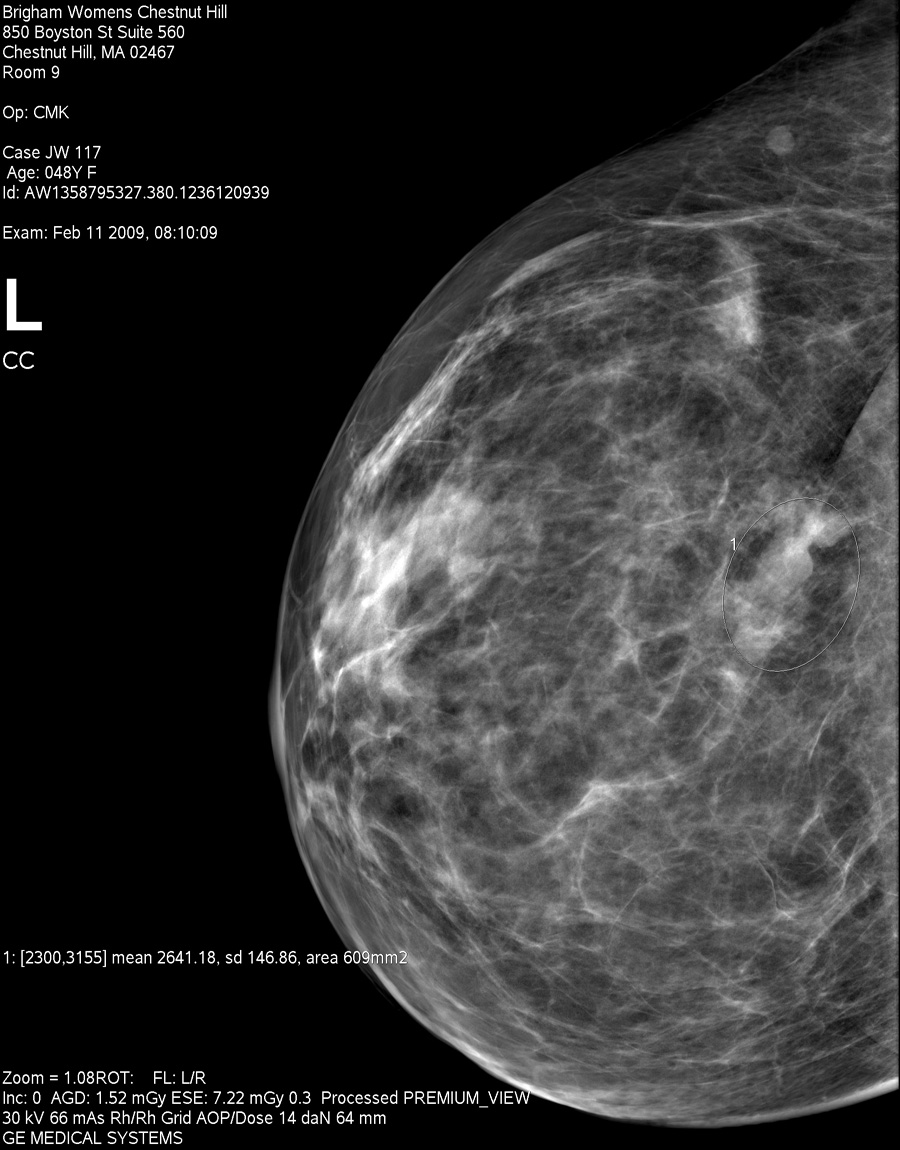 Brigham Womens Chestnut Hill
850 Boyston St Suite 560
Chestnut Hill, MA 02467
Room 9
Op: CMK
Case JW 117
Age: 048Y F
Id: AW1358795327.380.1236120939
Exam: Feb 11 2009, 08:10:09
L
CC
1
1: [2300,3155] mean 2641.18, sd 146.86, area 609mm2
Zoom = 1.08ROT: FL: L/R
Inc: 0 AGD: 1.52 mGy ESE: 7.22 mGy 0.3 Processed PREMIUM_VIEW
30 kV 66 mAs Rh/Rh Grid AOP/Dose 14 daN 64 mm
GE MEDICAL SYSTEMS